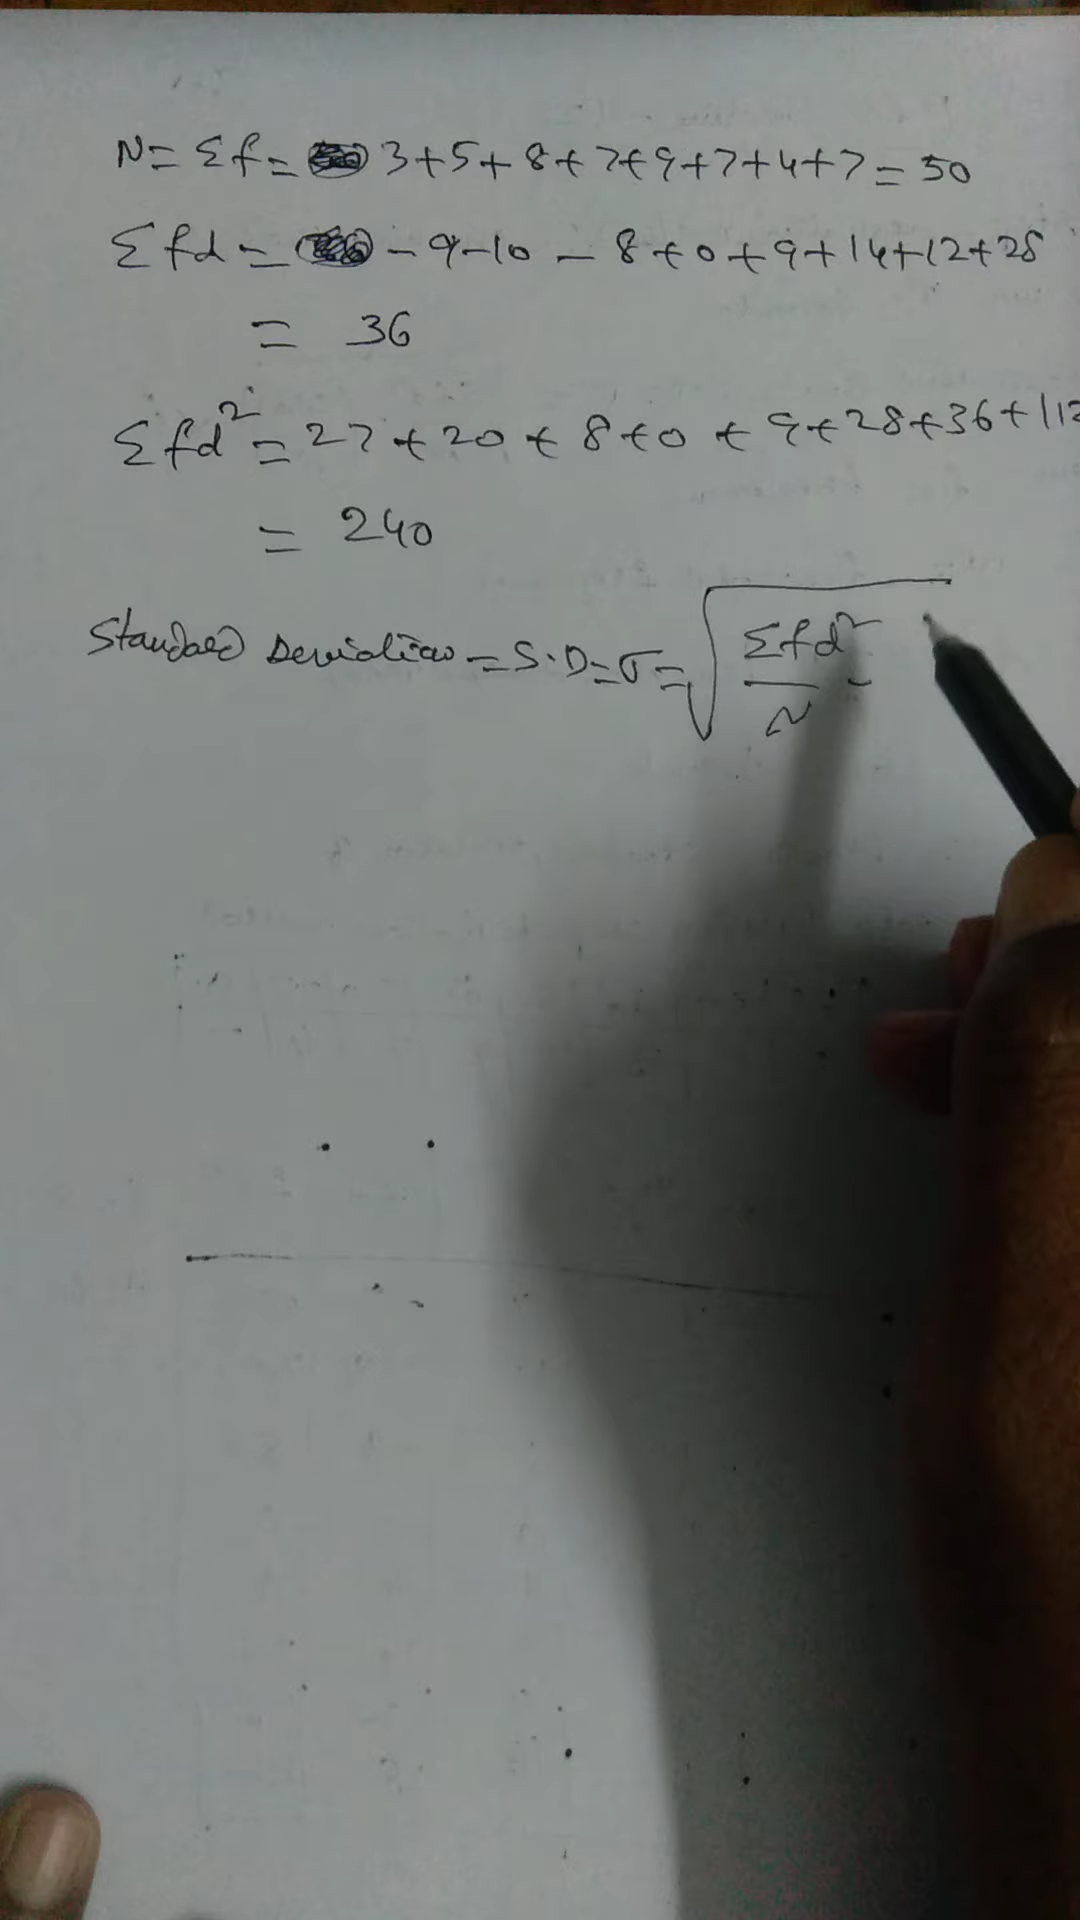 N = Σf = 3+5+8+7+9+7+4+7 = 50
Σfd = -9-10-8+0+9+14+12+28
= 36
Σfd² = 27+20+8+0+9+28+36+112
= 240
Standard Deviation = S.D = σ = √ Σfd² / N -